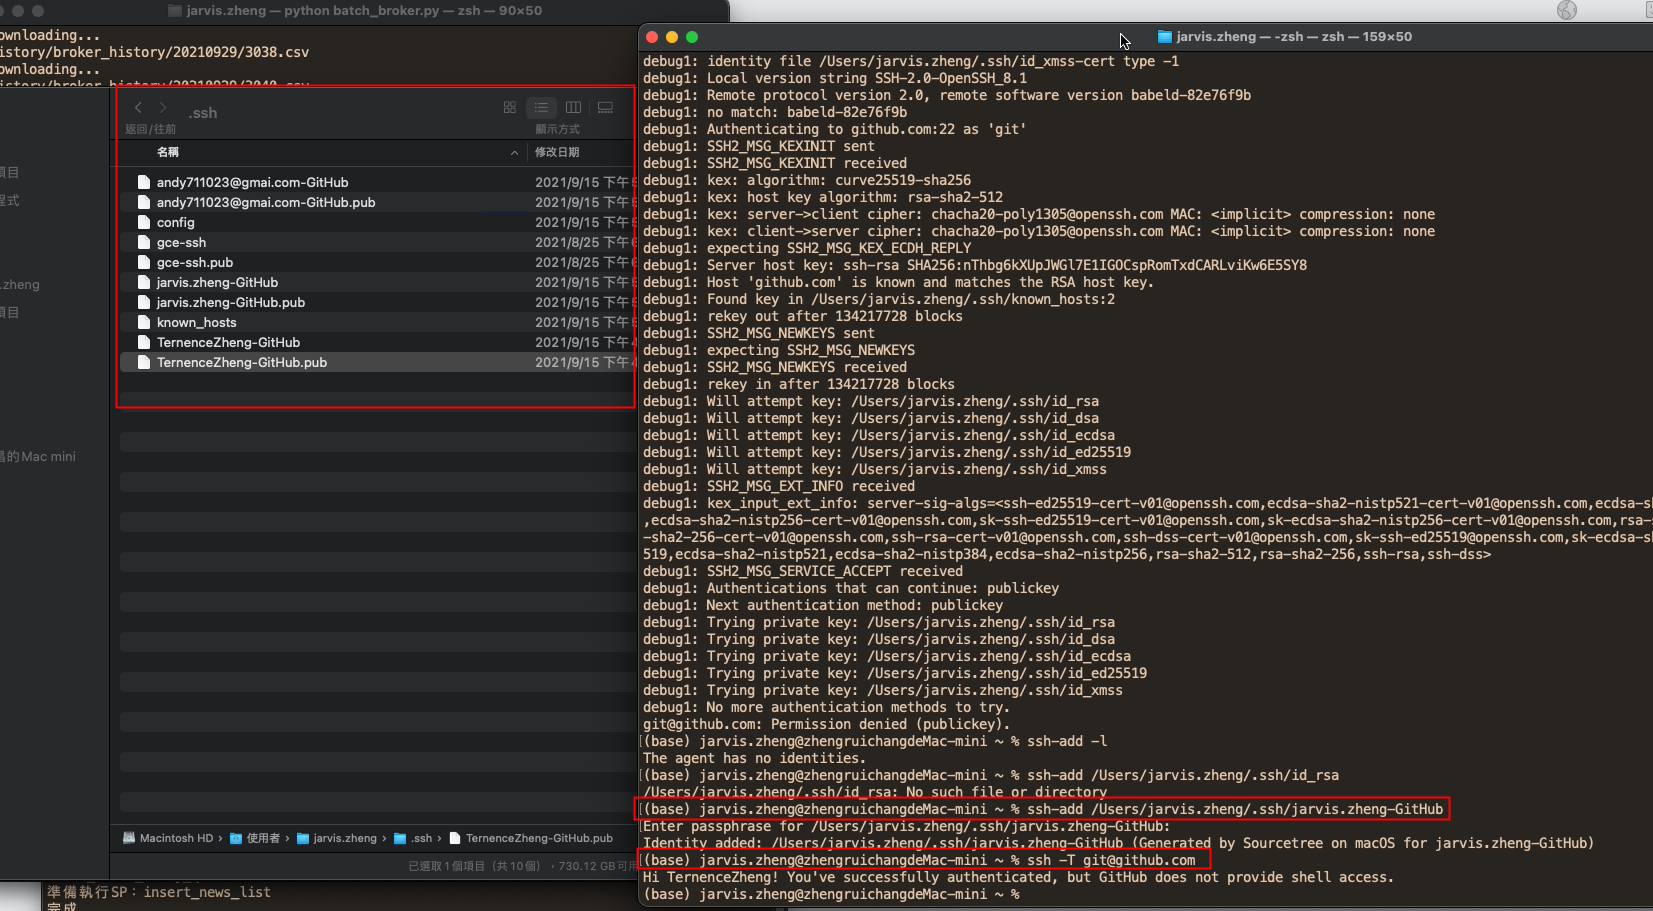 jarvis.zheng — python batch_broker.py — zsh — 90×50
ownloading...
istory/broker_history/20210929/3038.csv
ownloading...
istory/broker_history/20210929/3040.csv
.ssh
返回/往前
顯示方式
名稱
修改日期
andy711023@gmai.com-GitHub 2021/9/15 下午
andy711023@gmai.com-GitHub.pub 2021/9/15 下午
config 2021/9/15 下午
gce-ssh 2021/8/25 下午
gce-ssh.pub 2021/8/25 下午
jarvis.zheng-GitHub 2021/9/15 下午
jarvis.zheng-GitHub.pub 2021/9/15 下午
known_hosts 2021/9/15 下午
TernenceZheng-GitHub 2021/9/15 下午
TernenceZheng-GitHub.pub 2021/9/15 下午
項目
程式
.zheng
項目
的Mac mini
Macintosh HD › 使用者 › jarvis.zheng › .ssh › TernenceZheng-GitHub.pub
已選取 1 個項目（共 10 個），730.12 GB可用
準備執行SP：insert_news_list
完成
jarvis.zheng — -zsh — zsh — 159×50
debug1: identity file /Users/jarvis.zheng/.ssh/id_xmss-cert type -1
debug1: Local version string SSH-2.0-OpenSSH_8.1
debug1: Remote protocol version 2.0, remote software version babeld-82e76f9b
debug1: no match: babeld-82e76f9b
debug1: Authenticating to github.com:22 as 'git'
debug1: SSH2_MSG_KEXINIT sent
debug1: SSH2_MSG_KEXINIT received
debug1: kex: algorithm: curve25519-sha256
debug1: kex: host key algorithm: rsa-sha2-512
debug1: kex: server->client cipher: chacha20-poly1305@openssh.com MAC: <implicit> compression: none
debug1: kex: client->server cipher: chacha20-poly1305@openssh.com MAC: <implicit> compression: none
debug1: expecting SSH2_MSG_KEX_ECDH_REPLY
debug1: Server host key: ssh-rsa SHA256:nThbg6kXUpJWGl7E1IGOCspRomTxdCARLviKw6E5SY8
debug1: Host 'github.com' is known and matches the RSA host key.
debug1: Found key in /Users/jarvis.zheng/.ssh/known_hosts:2
debug1: rekey out after 134217728 blocks
debug1: SSH2_MSG_NEWKEYS sent
debug1: expecting SSH2_MSG_NEWKEYS
debug1: SSH2_MSG_NEWKEYS received
debug1: rekey in after 134217728 blocks
debug1: Will attempt key: /Users/jarvis.zheng/.ssh/id_rsa
debug1: Will attempt key: /Users/jarvis.zheng/.ssh/id_dsa
debug1: Will attempt key: /Users/jarvis.zheng/.ssh/id_ecdsa
debug1: Will attempt key: /Users/jarvis.zheng/.ssh/id_ed25519
debug1: Will attempt key: /Users/jarvis.zheng/.ssh/id_xmss
debug1: SSH2_MSG_EXT_INFO received
debug1: kex_input_ext_info: server-sig-algs=<ssh-ed25519-cert-v01@openssh.com,ecdsa-sha2-nistp521-cert-v01@openssh.com,ecdsa-s
,ecdsa-sha2-nistp256-cert-v01@openssh.com,sk-ssh-ed25519-cert-v01@openssh.com,sk-ecdsa-sha2-nistp256-cert-v01@openssh.com,rsa-s
-sha2-256-cert-v01@openssh.com,ssh-rsa-cert-v01@openssh.com,ssh-dss-cert-v01@openssh.com,sk-ssh-ed25519@openssh.com,sk-ecdsa-s
519,ecdsa-sha2-nistp521,ecdsa-sha2-nistp384,ecdsa-sha2-nistp256,rsa-sha2-512,rsa-sha2-256,ssh-rsa,ssh-dss>
debug1: SSH2_MSG_SERVICE_ACCEPT received
debug1: Authentications that can continue: publickey
debug1: Next authentication method: publickey
debug1: Trying private key: /Users/jarvis.zheng/.ssh/id_rsa
debug1: Trying private key: /Users/jarvis.zheng/.ssh/id_dsa
debug1: Trying private key: /Users/jarvis.zheng/.ssh/id_ecdsa
debug1: Trying private key: /Users/jarvis.zheng/.ssh/id_ed25519
debug1: Trying private key: /Users/jarvis.zheng/.ssh/id_xmss
debug1: No more authentication methods to try.
git@github.com: Permission denied (publickey).
[(base) jarvis.zheng@zhengruichangdeMac-mini ~ % ssh-add -l
The agent has no identities.
[(base) jarvis.zheng@zhengruichangdeMac-mini ~ % ssh-add /Users/jarvis.zheng/.ssh/id_rsa
/Users/jarvis.zheng/.ssh/id_rsa: No such file or directory
[(base) jarvis.zheng@zhengruichangdeMac-mini ~ % ssh-add /Users/jarvis.zheng/.ssh/jarvis.zheng-GitHub
[Enter passphrase for /Users/jarvis.zheng/.ssh/jarvis.zheng-GitHub:
Identity added: /Users/jarvis.zheng/.ssh/jarvis.zheng-GitHub (Generated by Sourcetree on macOS for jarvis.zheng-GitHub)
[(base) jarvis.zheng@zhengruichangdeMac-mini ~ % ssh -T git@github.com
Hi TernenceZheng! You've successfully authenticated, but GitHub does not provide shell access.
(base) jarvis.zheng@zhengruichangdeMac-mini ~ %